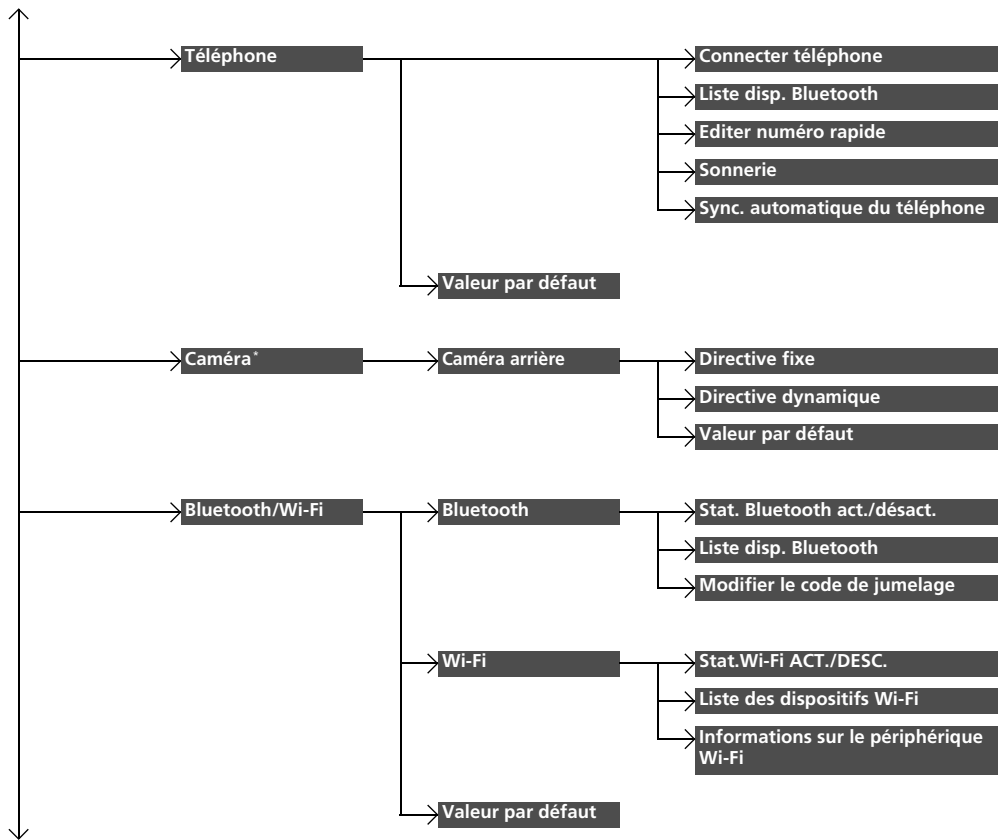 Téléphone
Connecter téléphone
Liste disp. Bluetooth
Editer numéro rapide
Sonnerie
Sync. automatique du téléphone
Valeur par défaut
Caméra*
Caméra arrière
Directive fixe
Directive dynamique
Valeur par défaut
Bluetooth/Wi-Fi
Bluetooth
Stat. Bluetooth act./désact.
Liste disp. Bluetooth
Modifier le code de jumelage
Wi-Fi
Stat.Wi-Fi ACT./DESC.
Liste des dispositifs Wi-Fi
Informations sur le périphérique
Wi-Fi
Valeur par défaut